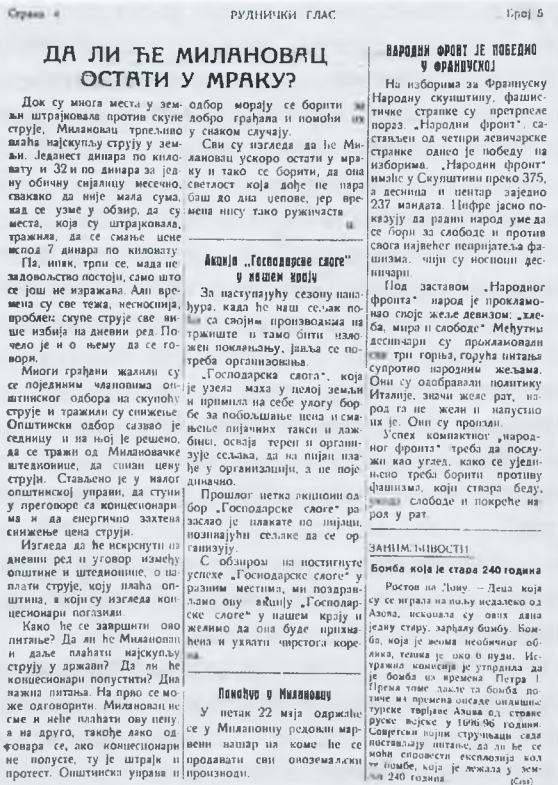 Страна 4
РУДНИЧКИ ГЛАС
Број 5
ДА ЛИ ЋЕ МИЛАНОВАЦ
ОСТАТИ У МРАКУ?
Док су многа места у зем-
љи штрајковала против скупе
струје, Милановац трпељиво
плаћа најскупљу струју у зем-
љи. Једанест динара по кило-
вату и 32 и по динара за јед-
ну обичну сијалицу месечно,
свакако да није мала сума,
кад се узме у обзир, да су
места, која су штрајковала,
тражила, да се смање цене
испод 7 динара по киловату.
Па, ипак, трпи се, мада не-
задовољство постоји, само што
се још не изражава. Али вре-
мена су све тежа, несноснија,
проблем скупе струје све ви-
ше избија на дневни ред. По-
чело је и о њему да се го-
вори.
Многи грађани жалили су
се појединим члановима оп-
штинског одбора на скупоћу
струје и тражили су снижење.
Општински одбор сазвао је
седницу и на њој је решено,
да се тражи од Милановачке
штедионице, да снизи цену
струји. Стављено је у налог
општинској управи, да ступи
у преговоре са концесионари-
ма и да енергично захтева
снижење цена струји.
Изгледа да ће искрснути на
дневни ред и уговор између
општине и штедионице, о на-
плати струје, коју плаћа оп-
штина, а који су изгледа кон-
цесионари погазили.
Како ће се завршити ово
питање? Да ли ће Милановац
и даље плаћати најскупљу
струју у држави? Да ли ће
концесионари попустити? Два
важна питања. На прво се мо-
же одговорити. Милановац не
сме и неће плаћати ову цену,
а на друго, такође лако од-
говара се, ако концесионари
не попусте, ту је штрајк и
протест. Општинска управа и
одбор морају се борити за
добро грађана и помоћи их
у сваком случају.
Сви су изгледа да ће Ми-
лановац ускоро остати у мра-
ку и тако се борити, да она
светлост која дође не пара
баш до дна џепове, јер вре-
мена нису тако ружичаста.
Акција „Господарске слоге"
у нашем крају
За наступајућу сезону пана-
ђура, када ће наш сељак по-
ћи са својим производима на
тржиште и тамо бити изло-
жен поклањању, јавља се по-
треба организовања.
„Господарска слога", која
је узела маха у целој земљи
и примила на себе улогу бор-
бе за побољшање цена и сма-
њење пијачних такси и даж-
бина, осваја терен и органи-
зује сељака, да на пијац иза-
ђе у организацији, а не поје-
диначно.
Прошлог петка акциони од-
бор „Господарске слоге" ра-
заслао је плакате по пијаци,
позивајући сељаке да се ор-
ганизују.
С обзиром на постигнуте
успехе „Господарске слоге" у
разним местима, ми поздрав-
љамо ову акцију „Господар-
ске слоге" у нашем крају и
желимо да она буде прихва-
ћена и ухвати чврстога коре-
Панађур у Милановцу
У петак 22 маја одржаће
се у Милановцу редован мар-
вени вашар на коме ће се
продавати сви овоземаљски
производи.
НАРОДНИ ФРОНТ ЈЕ ПОБЕДИО
У ФРАНЦУСКОЈ
На изборима за Француску
Народну скупштину, фашис-
тичке странке су претрпеле
пораз. „Народни фронт", са-
стављен од четири левичарске
странке однео је победу на
изборима. „Народни фронт"
имаће у Скупштини преко 375,
а десница и центар заједно
237 мандата. Цифре јасно по-
казују да радни народ уме да
се бори за слободе и против
свога највећег непријатеља фа-
шизма, чији су носиоци дес-
ничари.
Под заставом „Народног
фронта" народ је прокламо-
вао своје жеље девизом: „хле-
ба, мира и слободе" Међутим
десничари су прокламовали
сва три горња, горућа питања
супротно народним жељама.
Они су одобравали политику
Италије, значи желе рат, на-
род га не жели и напустио
их је. Они су пропали.
Успех компактног „народ-
ног фронта" треба да послу-
жи као углед, како се уједи-
њено треба борити противу
фашизма, који ствара беду,
слободе и покреће на-
род у рат.
ЗАНИМЉИВОСТИ
Бомба која је стара 240 година
Ростов на Дону. — Деца која
су се играла на пољу недалеко од
Азова, ископала су ових дана
једну стару, зарђалу бомбу. Бом-
ба, која је веома необичног об-
лика, тешка је око 6 пуди. Ис-
тражна комисија је утврдила да
је бомба из времена Петра I.
Према томе дакле та бомба по-
тиче из времена опсаде ондашње
турске тврђаве Азова од стране
руске војске у 1695-96 години.
Совјетски војни стручњаци сада
постављају питање, да ли ће се
моћи спровести експлозија кол
те бомбе, која је лежала у зем-
240 година